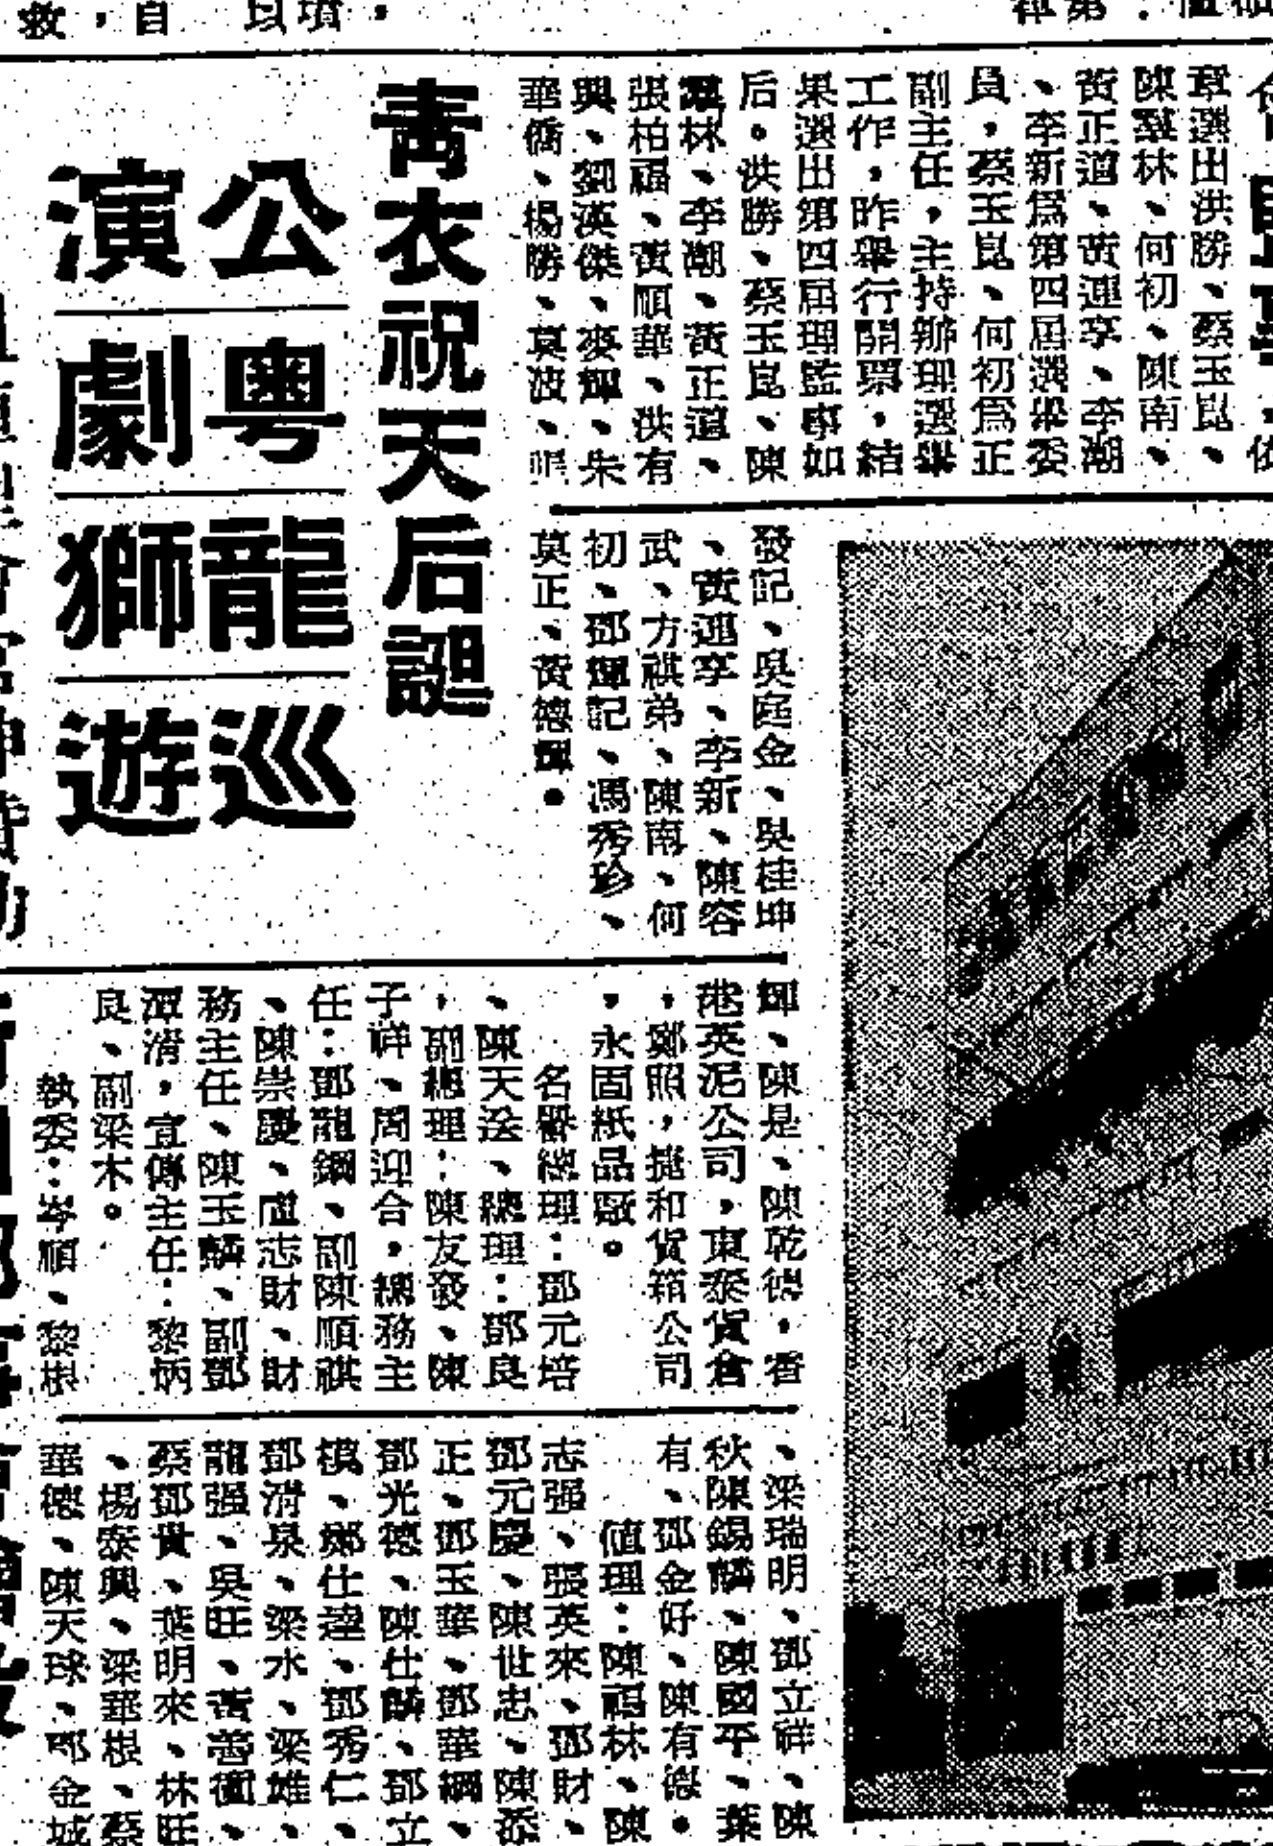 章選出洪勝、蔡玉崑、
陳羣林、何初、陳南、
黃正道、黃運享、李潮
、李新為第四屆選舉委
員，蔡玉崑、何初為正
副主任，主持辦理選舉
工作，昨舉行開票，結
果選出第四屆理監事如
后。洪勝、蔡玉崑、陳
羣林、李潮、黃正道、
張柏福、黃順華、洪有
興、劉漢傑、麥輝、朱
華僑、楊勝、莫波、
發記、吳庭金、吳桂坤
、黃運享、李新、陳容
武、方祺弟、陳南、何
初、鄧輝記、馮秀珍、
莫正、黃德輝。
青衣祝天后誕
公演
粵劇
龍獅
巡遊
輝、陳是、陳乾德，香
港英泥公司，東泰貨倉
，鄭照，捷和貨箱公司
，永固紙品廠。
名譽總理：鄧元培
、陳天送、總理：鄧良
，副總理：陳友發、陳
子祥、周迎合，總務主
任：鄧龍鋼、副陳順祺
、陳崇慶、盧志財、財
務主任、陳玉麟、副鄧
潭滑，宣傳主任：黎炳
良、副梁木。
執委：岑順、黎根
、梁瑞明、鄧立祥、陳
秋陳錫麟、陳國平、葉
有、鄧金好、陳有德。
值理：陳福林、陳
志强、張英來、鄧財、
鄧元慶、陳世忠、陳添
正、鄧玉華、鄧華綱、
鄧光德、陳仕麟、鄧立
模、鄭仕達、鄧秀仁、
鄧清泉、梁水、梁雄、
龍强、吳旺、黃善衝、
蔡鄧貴、葉明來、林旺
、楊泰興、梁華根、蔡
華德、陳天球、鄧金城